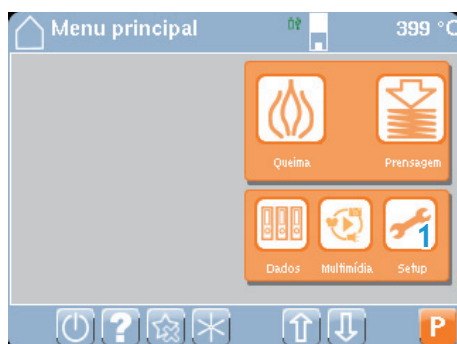 Menu principal
399 °C
Queima
Prensagem
1
Dados
Multimídia
Setup
?
P